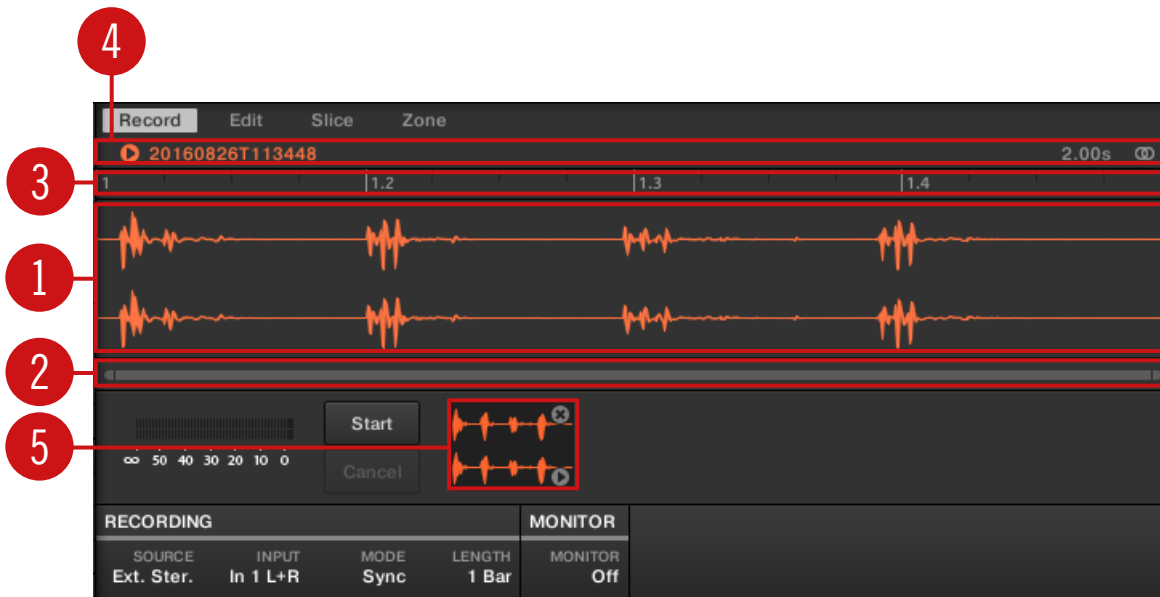 4
Record Edit Slice Zone
20160826T113448 2.00s
3
1 1.2 1.3 1.4
1
2
5
Start
∞ 50 40 30 20 10 0
Cancel
RECORDING MONITOR
SOURCE INPUT MODE LENGTH MONITOR
Ext. Ster. In 1 L+R Sync 1 Bar Off